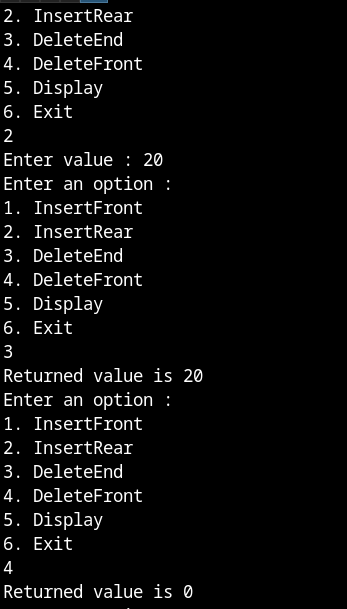 2. InsertRear
3. DeleteEnd
4. DeleteFront
5. Display
6. Exit
2
Enter value : 20
Enter an option :
1. InsertFront
2. InsertRear
3. DeleteEnd
4. DeleteFront
5. Display
6. Exit
3
Returned value is 20
Enter an option :
1. InsertFront
2. InsertRear
3. DeleteEnd
4. DeleteFront
5. Display
6. Exit
4
Returned value is 0